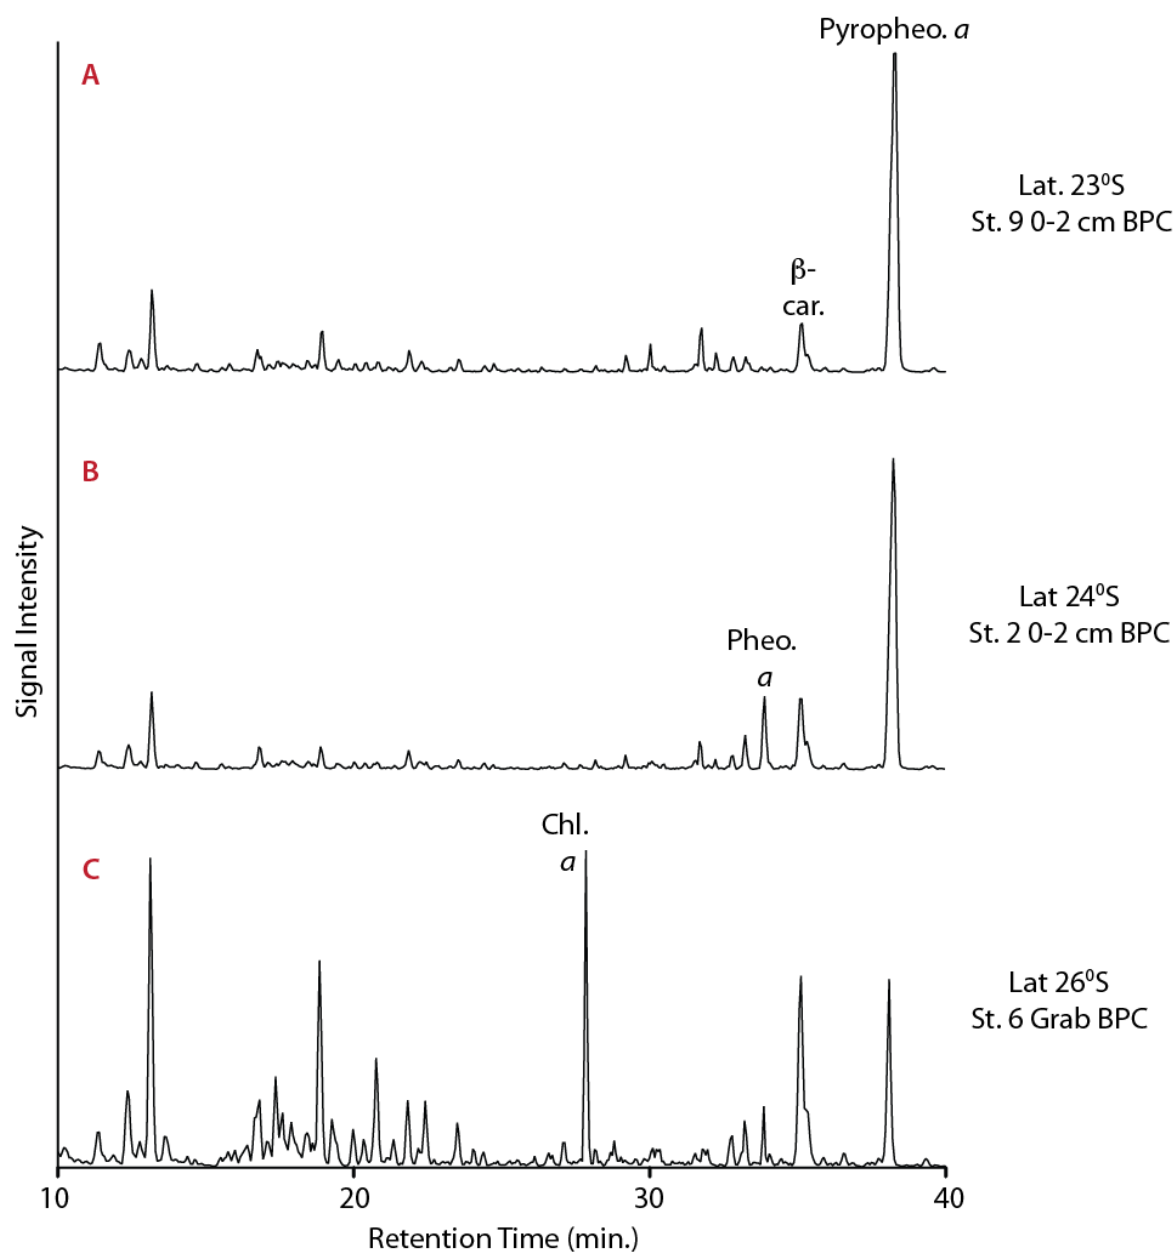 Pyropheo. a
A
Lat. 23⁰S
St. 9 0-2 cm BPC
β-
car.
B
Lat 24⁰S
St. 2 0-2 cm BPC
Pheo.
a
Signal Intensity
Chl.
a
C
Lat 26⁰S
St. 6 Grab BPC
10
20
30
40
Retention Time (min.)